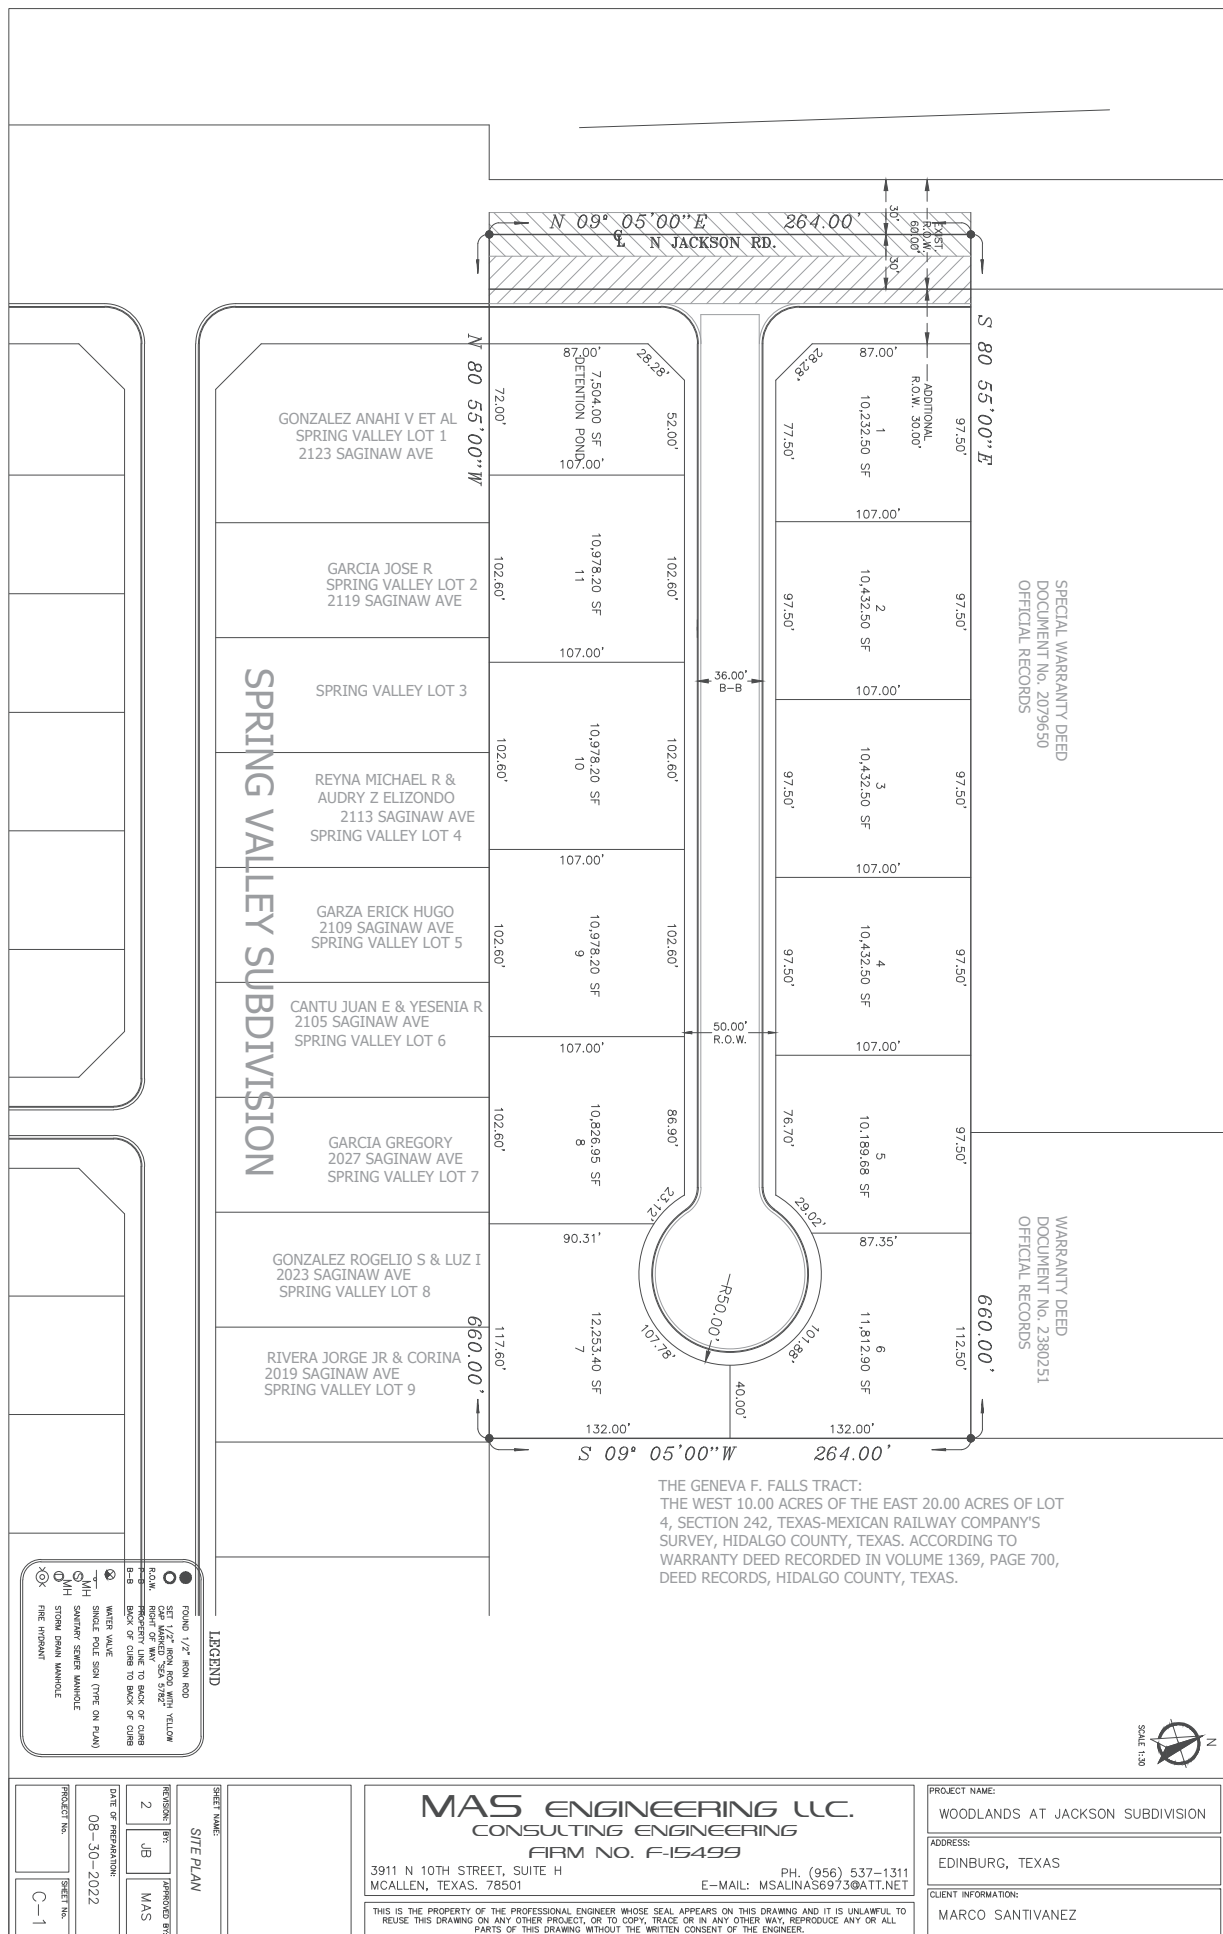 N 09° 05'00"E 264.00'
N JACKSON RD.
30'
30'
EXIST.
R.O.W.
60.00'
ADDITIONAL
R.O.W. 30.00'
N 80 55'00"W
660.00'
S 80 55'00"E
660.00'
S 09° 05'00"W 264.00'
87.00'
28.28'
72.00'
7,504.00 SF
DETENTION POND
52.00'
107.00'
28.28'
87.00'
77.50'
1
10,232.50 SF
97.50'
107.00'
102.60'
10,978.20 SF
11
102.60'
107.00'
97.50'
2
10,432.50 SF
97.50'
107.00'
36.00'
B-B
102.60'
10,978.20 SF
10
102.60'
107.00'
97.50'
3
10,432.50 SF
97.50'
107.00'
102.60'
10,978.20 SF
9
102.60'
107.00'
97.50'
4
10,432.50 SF
97.50'
107.00'
50.00'
R.O.W.
102.60'
10,826.95 SF
8
86.90'
23.12'
90.31'
76.70'
5
10.189.68 SF
97.50'
29.02'
87.35'
117.60'
12,253.40 SF
7
107.78'
R50.00'
101.88'
6
11,812.90 SF
112.50'
40.00'
132.00'
132.00'
GONZALEZ ANAHI V ET AL
SPRING VALLEY LOT 1
2123 SAGINAW AVE
GARCIA JOSE R
SPRING VALLEY LOT 2
2119 SAGINAW AVE
SPRING VALLEY LOT 3
REYNA MICHAEL R &
AUDRY Z ELIZONDO
2113 SAGINAW AVE
SPRING VALLEY LOT 4
GARZA ERICK HUGO
2109 SAGINAW AVE
SPRING VALLEY LOT 5
CANTU JUAN E & YESENIA R
2105 SAGINAW AVE
SPRING VALLEY LOT 6
GARCIA GREGORY
2027 SAGINAW AVE
SPRING VALLEY LOT 7
GONZALEZ ROGELIO S & LUZ I
2023 SAGINAW AVE
SPRING VALLEY LOT 8
RIVERA JORGE JR & CORINA
2019 SAGINAW AVE
SPRING VALLEY LOT 9
SPRING VALLEY SUBDIVISION
SPECIAL WARRANTY DEED
DOCUMENT No. 2079650
OFFICIAL RECORDS
WARRANTY DEED
DOCUMENT No. 2380251
OFFICIAL RECORDS
THE GENEVA F. FALLS TRACT:
THE WEST 10.00 ACRES OF THE EAST 20.00 ACRES OF LOT
4, SECTION 242, TEXAS-MEXICAN RAILWAY COMPANY'S
SURVEY, HIDALGO COUNTY, TEXAS. ACCORDING TO
WARRANTY DEED RECORDED IN VOLUME 1369, PAGE 700,
DEED RECORDS, HIDALGO COUNTY, TEXAS.
LEGEND
FOUND 1/2" IRON ROD
SET 1/2" IRON ROD WITH YELLOW
CAP MARKED "SEA 5782"
R.O.W. RIGHT OF WAY
P-B PROPERTY LINE TO BACK OF CURB
B-B BACK OF CURB TO BACK OF CURB
WATER VALVE
SINGLE POLE SIGN (TYPE ON PLAN)
MH SANITARY SEWER MANHOLE
MH STORM DRAIN MANHOLE
FIRE HYDRANT
N
SCALE 1:30
SHEET NAME:
SITE PLAN
REVISION:
2
BY:
JB
APPROVED BY:
MAS
DATE OF PREPARATION:
08-30-2022
PROJECT No.
SHEET No.
C-1
MAS ENGINEERING LLC.
CONSULTING ENGINEERING
FIRM NO. F-15499
3911 N 10TH STREET, SUITE H PH. (956) 537-1311
MCALLEN, TEXAS. 78501 E-MAIL: MSALINAS6973@ATT.NET
THIS IS THE PROPERTY OF THE PROFESSIONAL ENGINEER WHOSE SEAL APPEARS ON THIS DRAWING AND IT IS UNLAWFUL TO
REUSE THIS DRAWING ON ANY OTHER PROJECT, OR TO COPY, TRACE OR IN ANY OTHER WAY, REPRODUCE ANY OR ALL
PARTS OF THIS DRAWING WITHOUT THE WRITTEN CONSENT OF THE ENGINEER.
PROJECT NAME:
WOODLANDS AT JACKSON SUBDIVISION
ADDRESS:
EDINBURG, TEXAS
CLIENT INFORMATION:
MARCO SANTIVANEZ